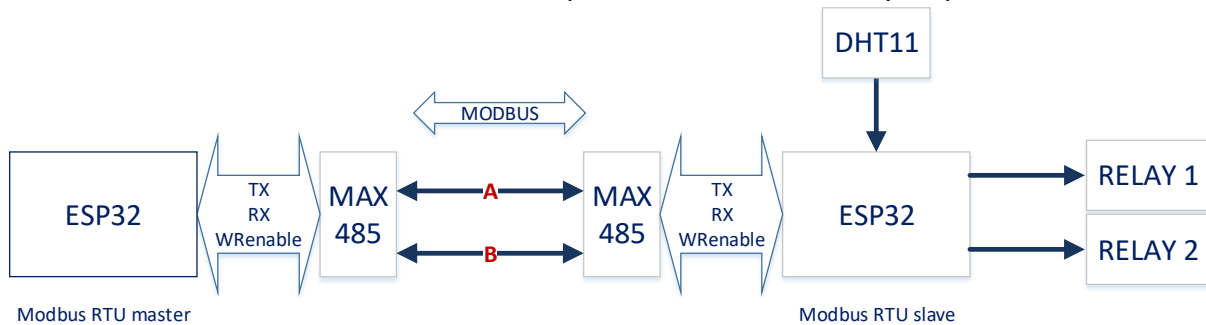 DHT11
MODBUS
ESP32
TX
RX
WRenable
MAX
485
A
B
MAX
485
TX
RX
WRenable
ESP32
RELAY 1
RELAY 2
Modbus RTU master
Modbus RTU slave